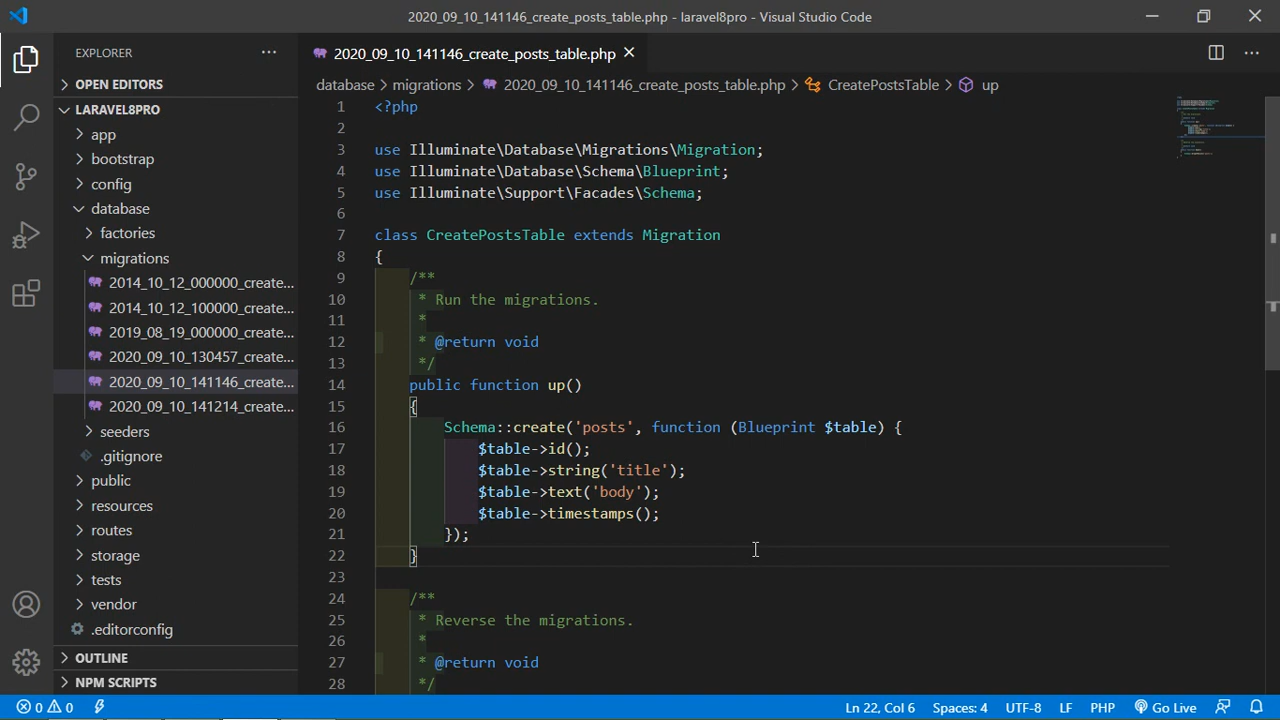 2020_09_10_141146_create_posts_table.php - laravel8pro - Visual Studio Code
EXPLORER
OPEN EDITORS
LARAVEL8PRO
app
bootstrap
config
database
factories
migrations
2014_10_12_000000_create...
2014_10_12_100000_create...
2019_08_19_000000_create...
2020_09_10_130457_create...
2020_09_10_141146_create...
2020_09_10_141214_create...
seeders
.gitignore
public
resources
routes
storage
tests
vendor
.editorconfig
OUTLINE
NPM SCRIPTS
2020_09_10_141146_create_posts_table.php
database > migrations > 2020_09_10_141146_create_posts_table.php > CreatePostsTable > up
1 <?php
2
3 use Illuminate\Database\Migrations\Migration;
4 use Illuminate\Database\Schema\Blueprint;
5 use Illuminate\Support\Facades\Schema;
6
7 class CreatePostsTable extends Migration
8 {
9 /**
10 * Run the migrations.
11 *
12 * @return void
13 */
14 public function up()
15 {
16 Schema::create('posts', function (Blueprint $table) {
17 $table->id();
18 $table->string('title');
19 $table->text('body');
20 $table->timestamps();
21 });
22 }
23
24 /**
25 * Reverse the migrations.
26 *
27 * @return void
28 */
0 0 Ln 22, Col 6 Spaces: 4 UTF-8 LF PHP Go Live